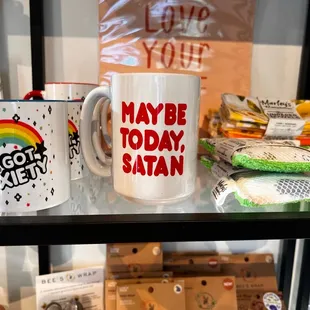 LOVE
YOUR
MAYBE
TODAY,
SATAN
GOT
XIETY
BEE'S WRAP